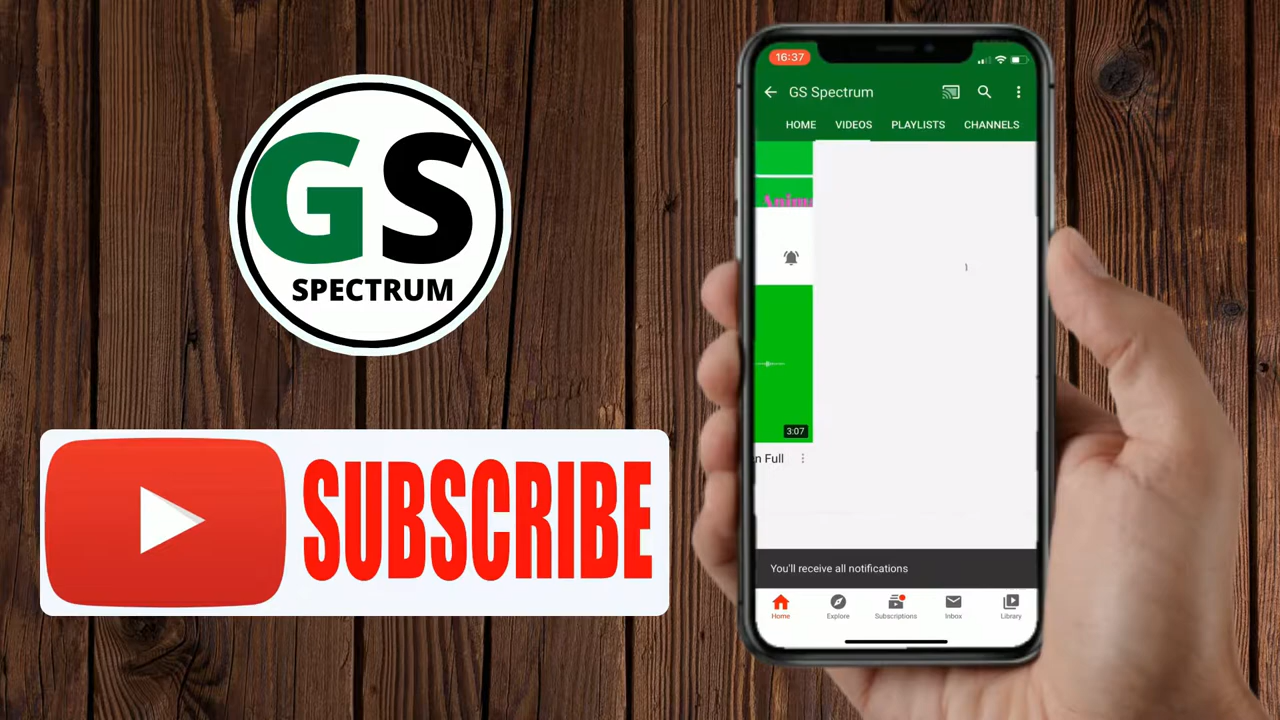 GS
SPECTRUM
SUBSCRIBE
16:37
GS Spectrum
HOME VIDEOS PLAYLISTS CHANNELS
3:07
n Full
You'll receive all notifications
Home Explore Subscriptions Inbox Library